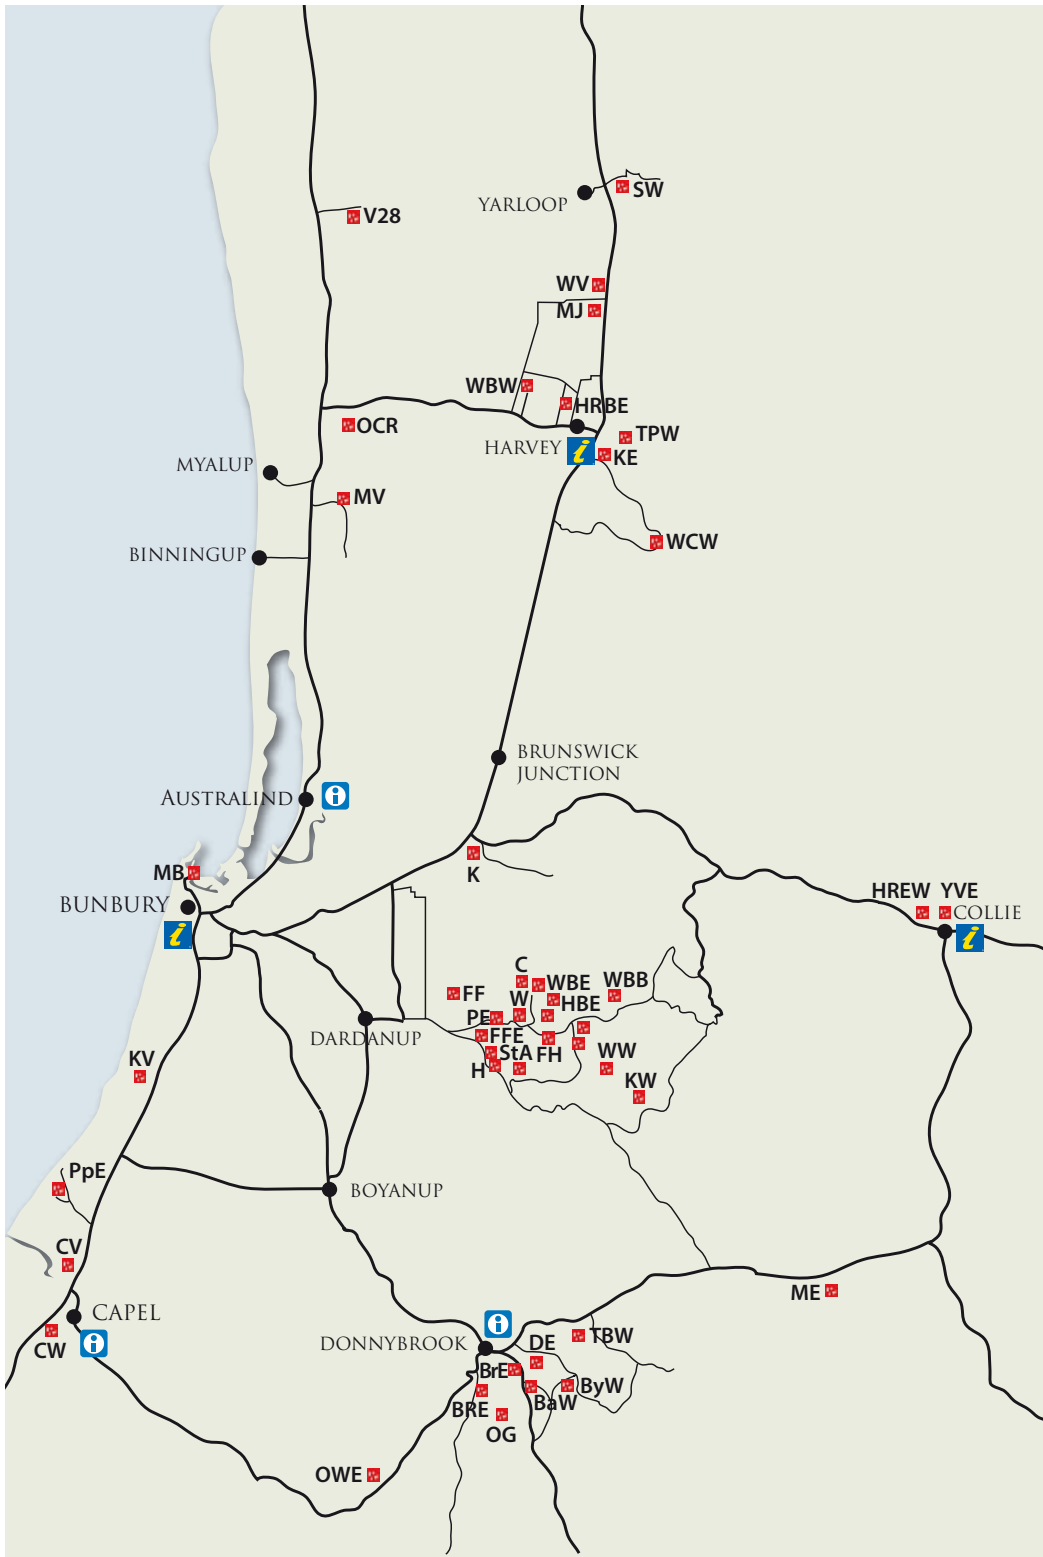 SW
YARLOOP
V28
WV
MJ
WBW
HRBE
OCR
TPW
HARVEY
i
KE
MYALUP
MV
WCW
BINNINGUP
BRUNSWICK
JUNCTION
AUSTRALIND
i
MB
K
HREW
YVE
BUNBURY
COLLIE
i
i
C
WBE
WBB
FF
W
HBE
PE
DARDANUP
FFE
StA
FH
WW
H
KV
KW
PpE
BOYANUP
CV
ME
CAPEL
i
DONNYBROOK
TBW
CW
i
DE
BrE
ByW
BRE
BaW
OG
OWE